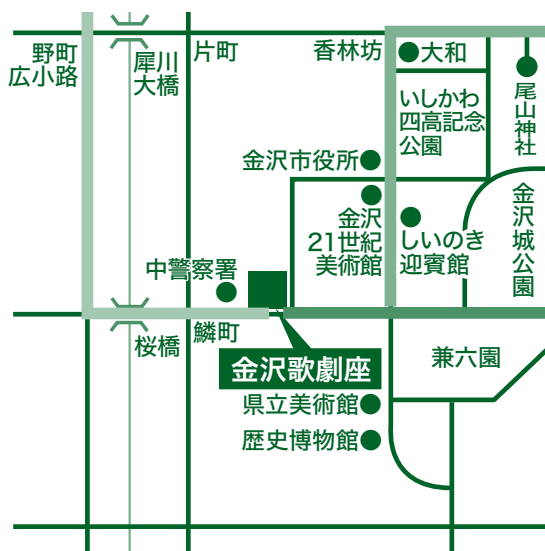 野町
広小路
犀川
大橋
片町
香林坊
大和
いしかわ
四高記念
公園
尾山神社
金沢市役所
金沢
21世紀
美術館
しいのき
迎賓館
金沢城公園
中警察署
桜橋
鱗町
金沢歌劇座
兼六園
県立美術館
歴史博物館